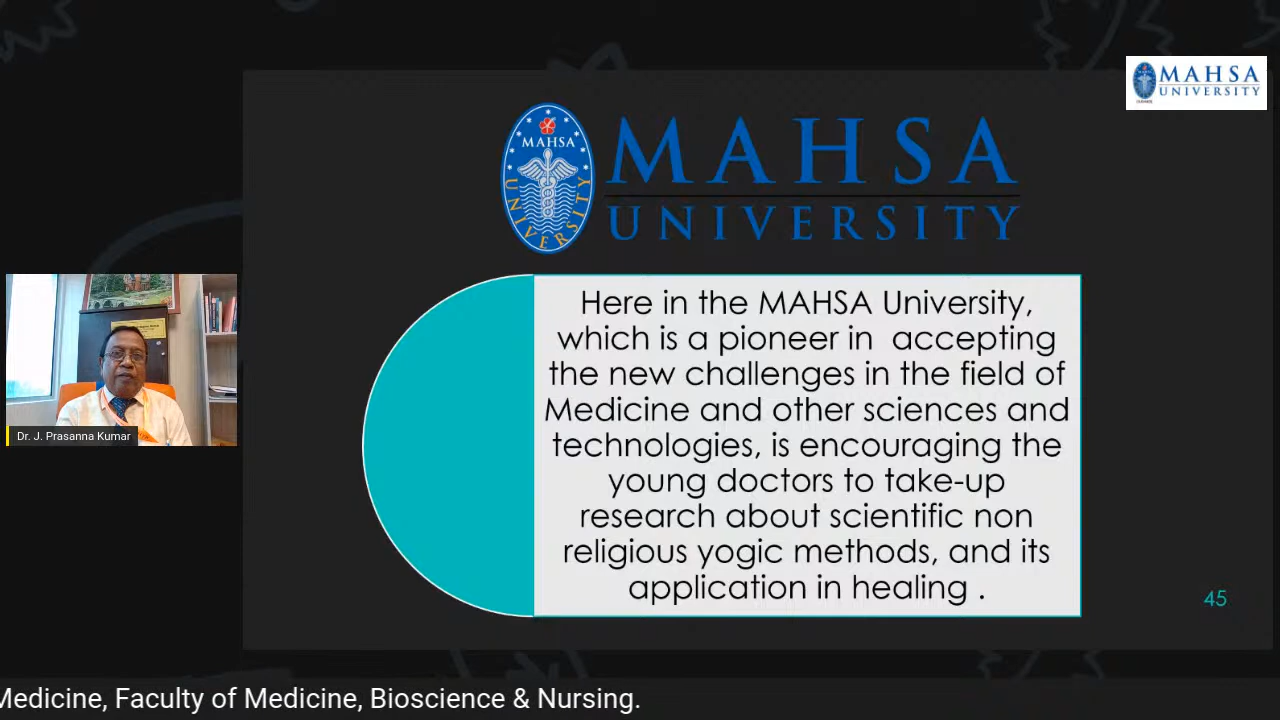 MAHSA
UNIVERSITY
MAHSA
UNIVERSITY
MAHSA
UNIVERSITY
Here in the MAHSA University,
which is a pioneer in accepting
the new challenges in the field of
Medicine and other sciences and
technologies, is encouraging the
young doctors to take-up
research about scientific non
religious yogic methods, and its
application in healing .
Dr. J. Prasanna Kumar
45
Medicine, Faculty of Medicine, Bioscience & Nursing.